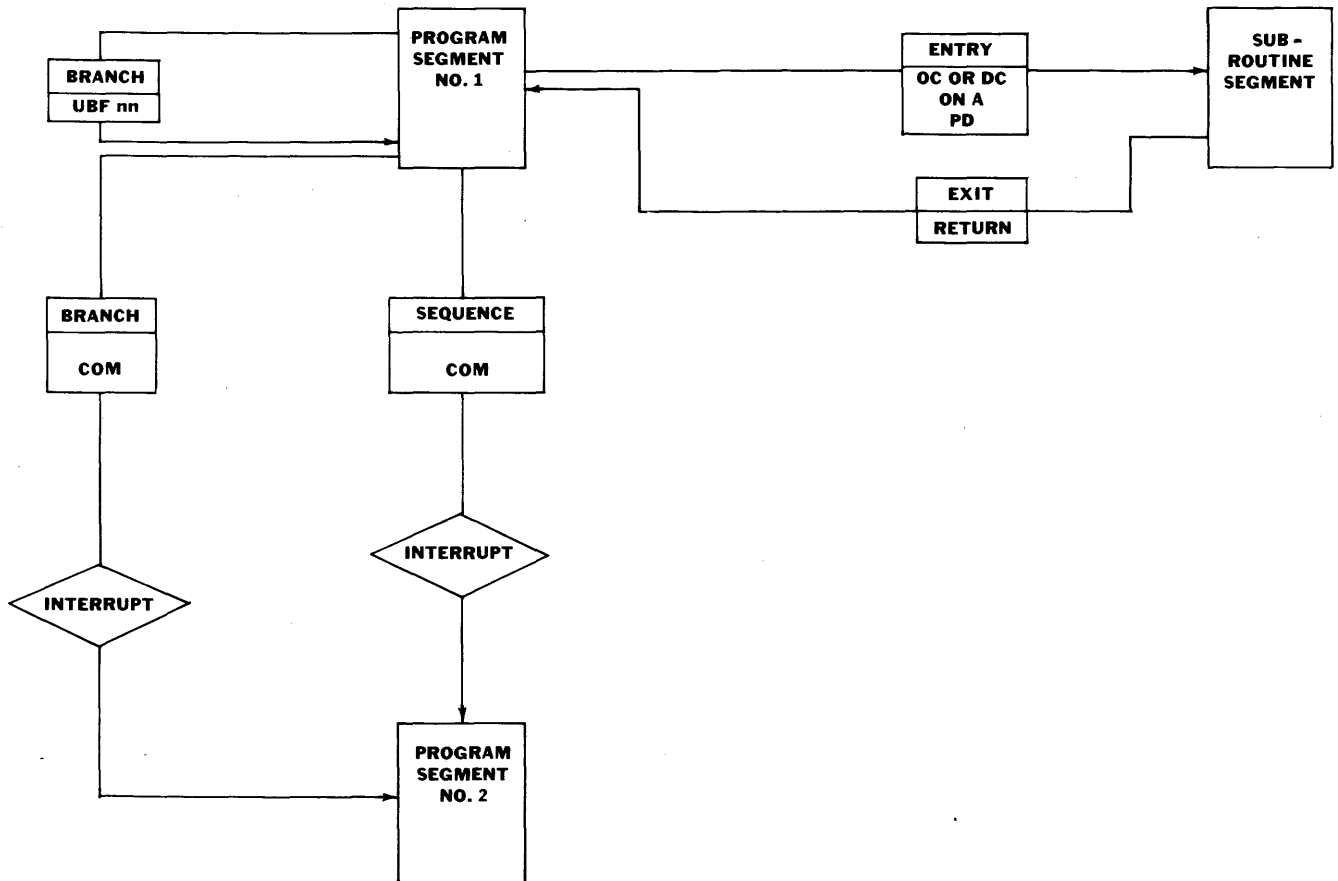 PROGRAM
SEGMENT
NO. 1
BRANCH
UBF nn
ENTRY
OC OR DC
ON A
PD
SUB -
ROUTINE
SEGMENT
EXIT
RETURN
BRANCH
COM
SEQUENCE
COM
INTERRUPT
INTERRUPT
PROGRAM
SEGMENT
NO. 2